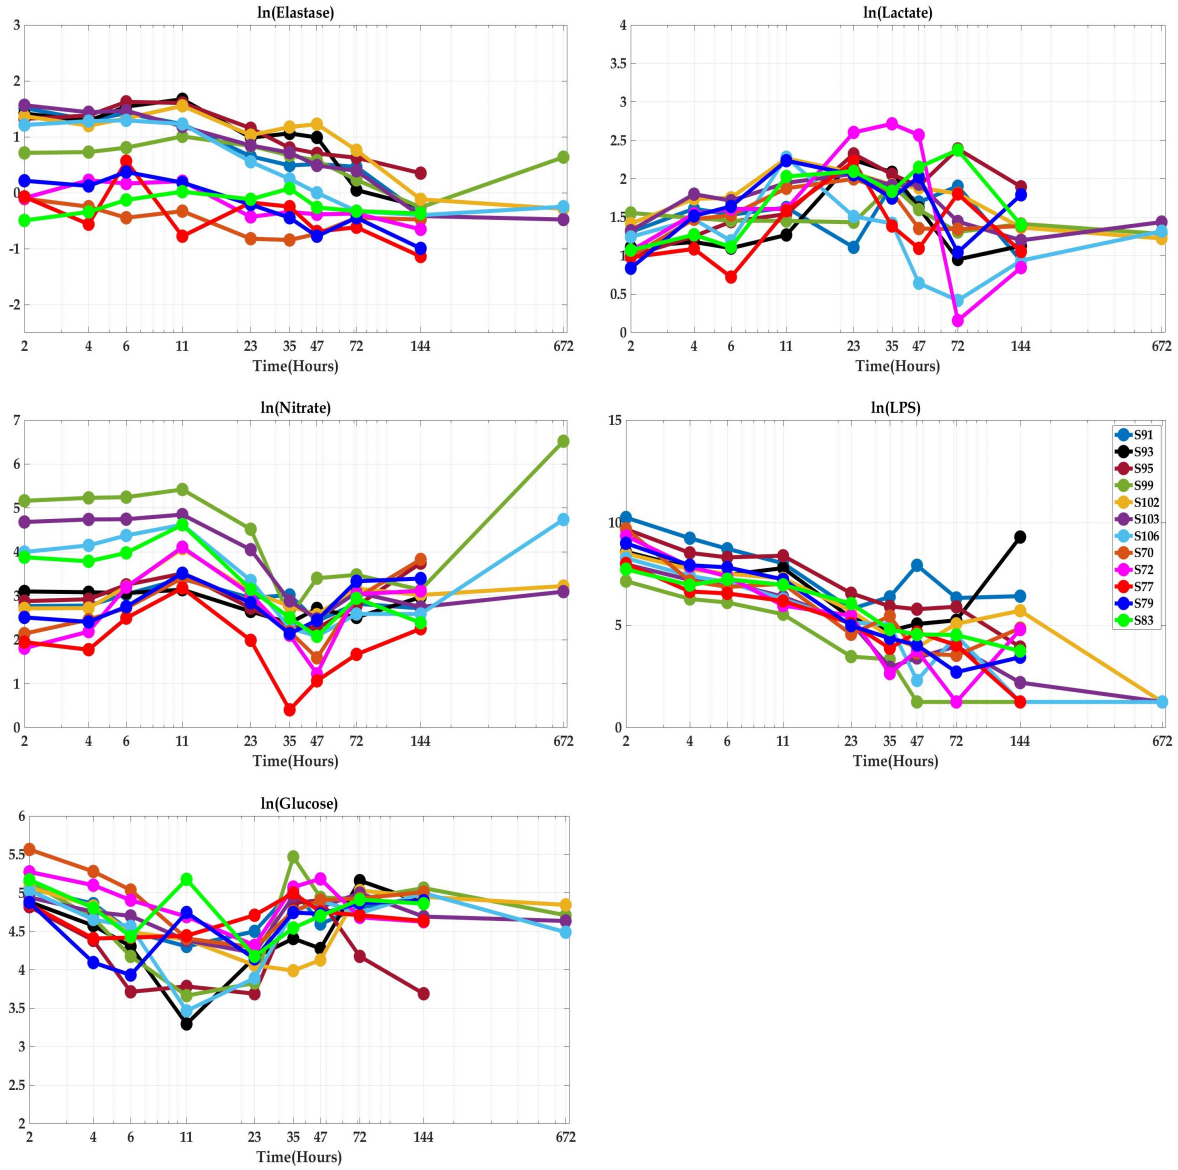 ln(Elastase)
3
2
1
0
-1
-2
2 4 6 11 23 35 47 72 144 672
Time(Hours)
ln(Lactate)
4
3.5
3
2.5
2
1.5
1
0.5
0
2 4 6 11 23 35 47 72 144 672
Time(Hours)
ln(Nitrate)
7
6
5
4
3
2
1
0
2 4 6 11 23 35 47 72 144 672
Time(Hours)
ln(LPS)
15
10
5
0
2 4 6 11 23 35 47 72 144 672
Time(Hours)
S91
S93
S95
S99
S102
S103
S106
S70
S72
S77
S79
S83
ln(Glucose)
6
5.5
5
4.5
4
3.5
3
2.5
2
2 4 6 11 23 35 47 72 144 672
Time(Hours)